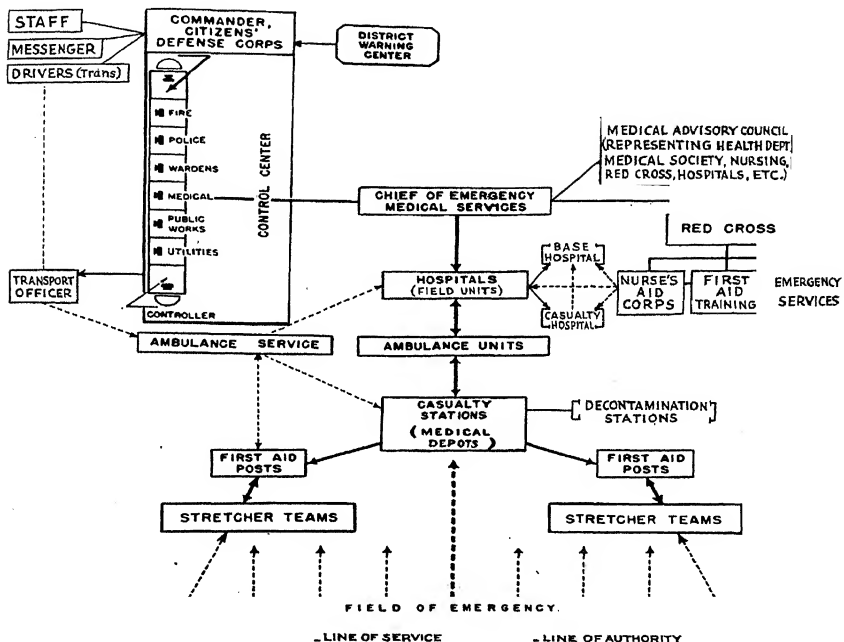 STAFF
MESSENGER
DRIVERS (Trans)
COMMANDER,
CITIZENS'
DEFENSE CORPS
DISTRICT
WARNING
CENTER
FIRE
POLICE
WARDENS
MEDICAL
PUBLIC
WORKS
UTILITIES
CONTROL CENTER
CONTROLLER
MEDICAL ADVISORY COUNCIL
(REPRESENTING HEALTH DEPT
MEDICAL SOCIETY, NURSING,
RED CROSS, HOSPITALS, ETC.)
CHIEF OF EMERGENCY
MEDICAL SERVICES
RED CROSS
TRANSPORT
OFFICER
HOSPITALS
(FIELD UNITS)
BASE
HOSPITAL
CASUALTY
HOSPITAL
NURSE'S
AID
CORPS
FIRST
AID
TRAINING
EMERGENCY
SERVICES
AMBULANCE SERVICE
AMBULANCE UNITS
CASUALTY
STATIONS
(MEDICAL
DEPOTS)
DECONTAMINATION
STATIONS
FIRST AID
POSTS
FIRST AID
POSTS
STRETCHER TEAMS
STRETCHER TEAMS
FIELD OF EMERGENCY.
LINE OF SERVICE
LINE OF AUTHORITY